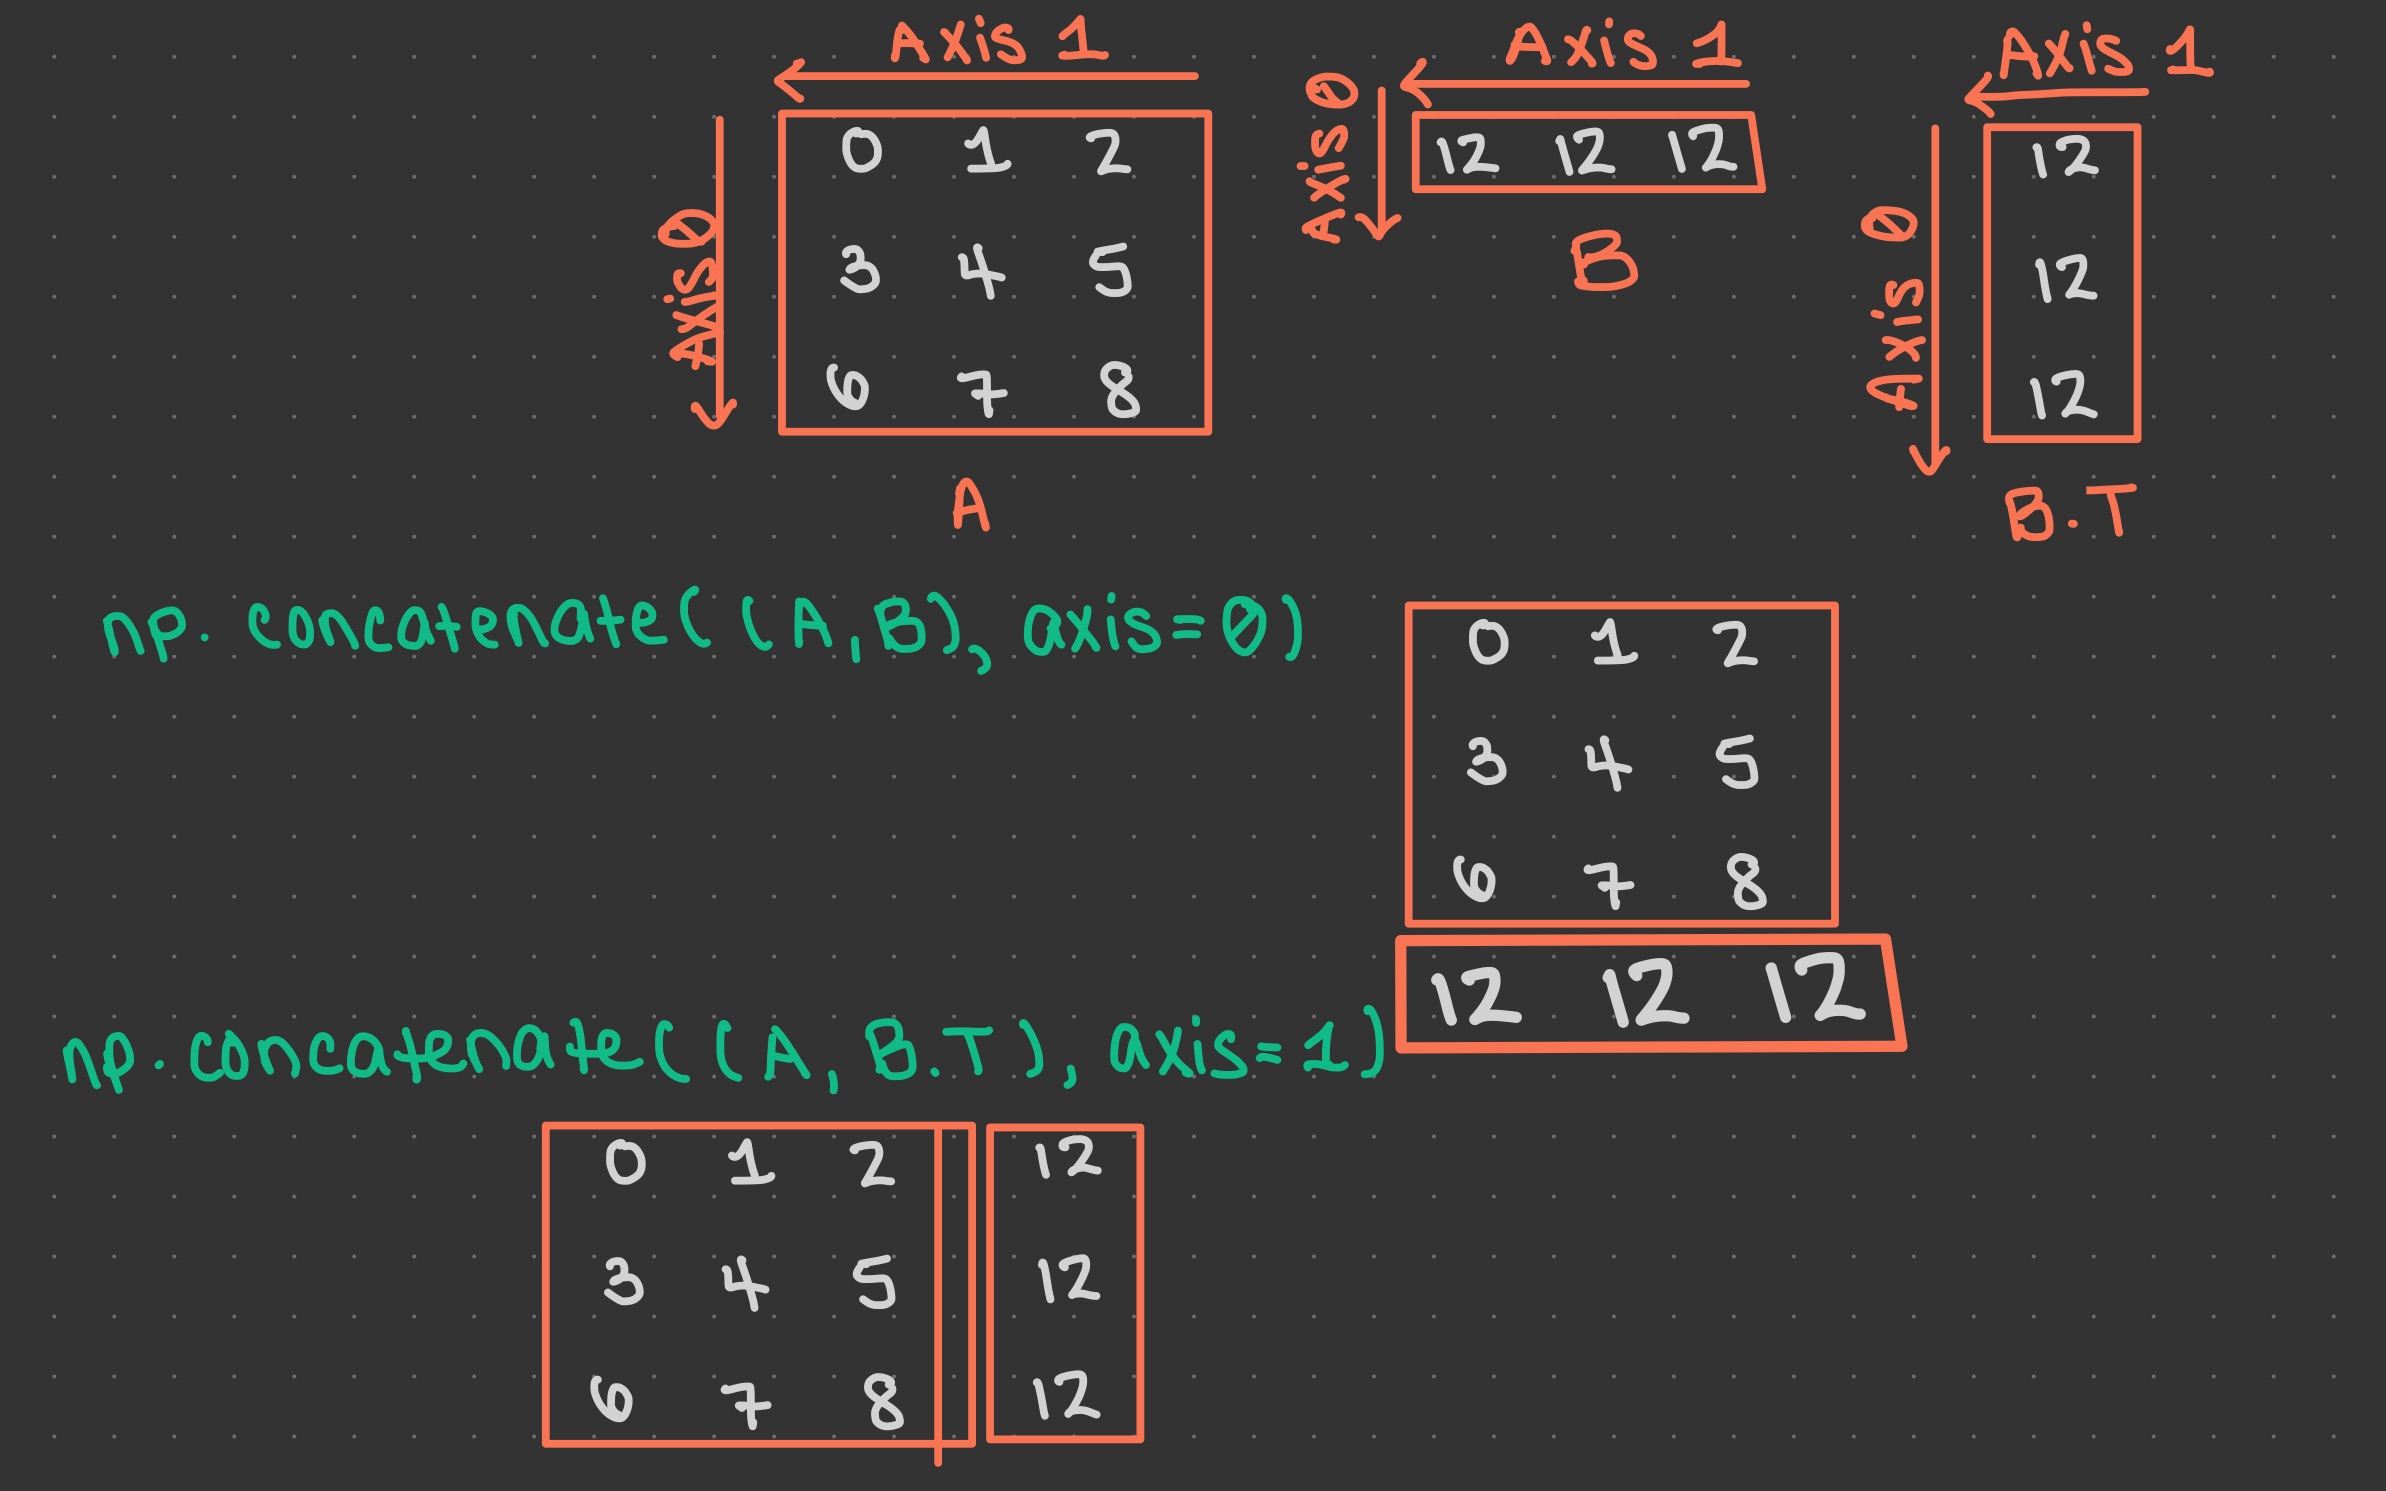 Axis 1
Axis 0
0 1 2
3 4 5
6 7 8
A
Axis 1
Axis 0
12 12 12
B
Axis 1
Axis 0
12
12
12
B.T
np.concatenate((A,B), axis=0)
0 1 2
3 4 5
6 7 8
12 12 12
np.concatenate((A,B.T), axis=1)
0 1 2 12
3 4 5 12
6 7 8 12